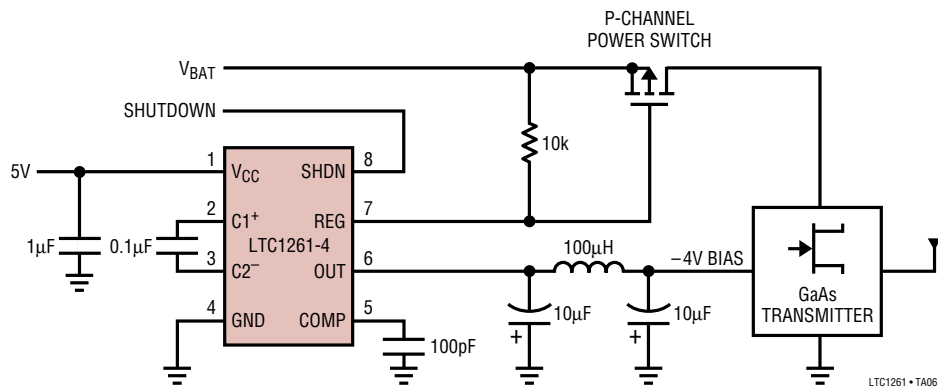 P-CHANNEL
POWER SWITCH
VBAT
SHUTDOWN
10k
5V
1
VCC
SHDN
8
2
C1+
REG
7
1µF
0.1µF
LTC1261-4
100µH
3
C2–
OUT
6
–4V BIAS
4
GND
COMP
5
10µF
+
10µF
+
100pF
GaAs
TRANSMITTER
LTC1261 • TA06